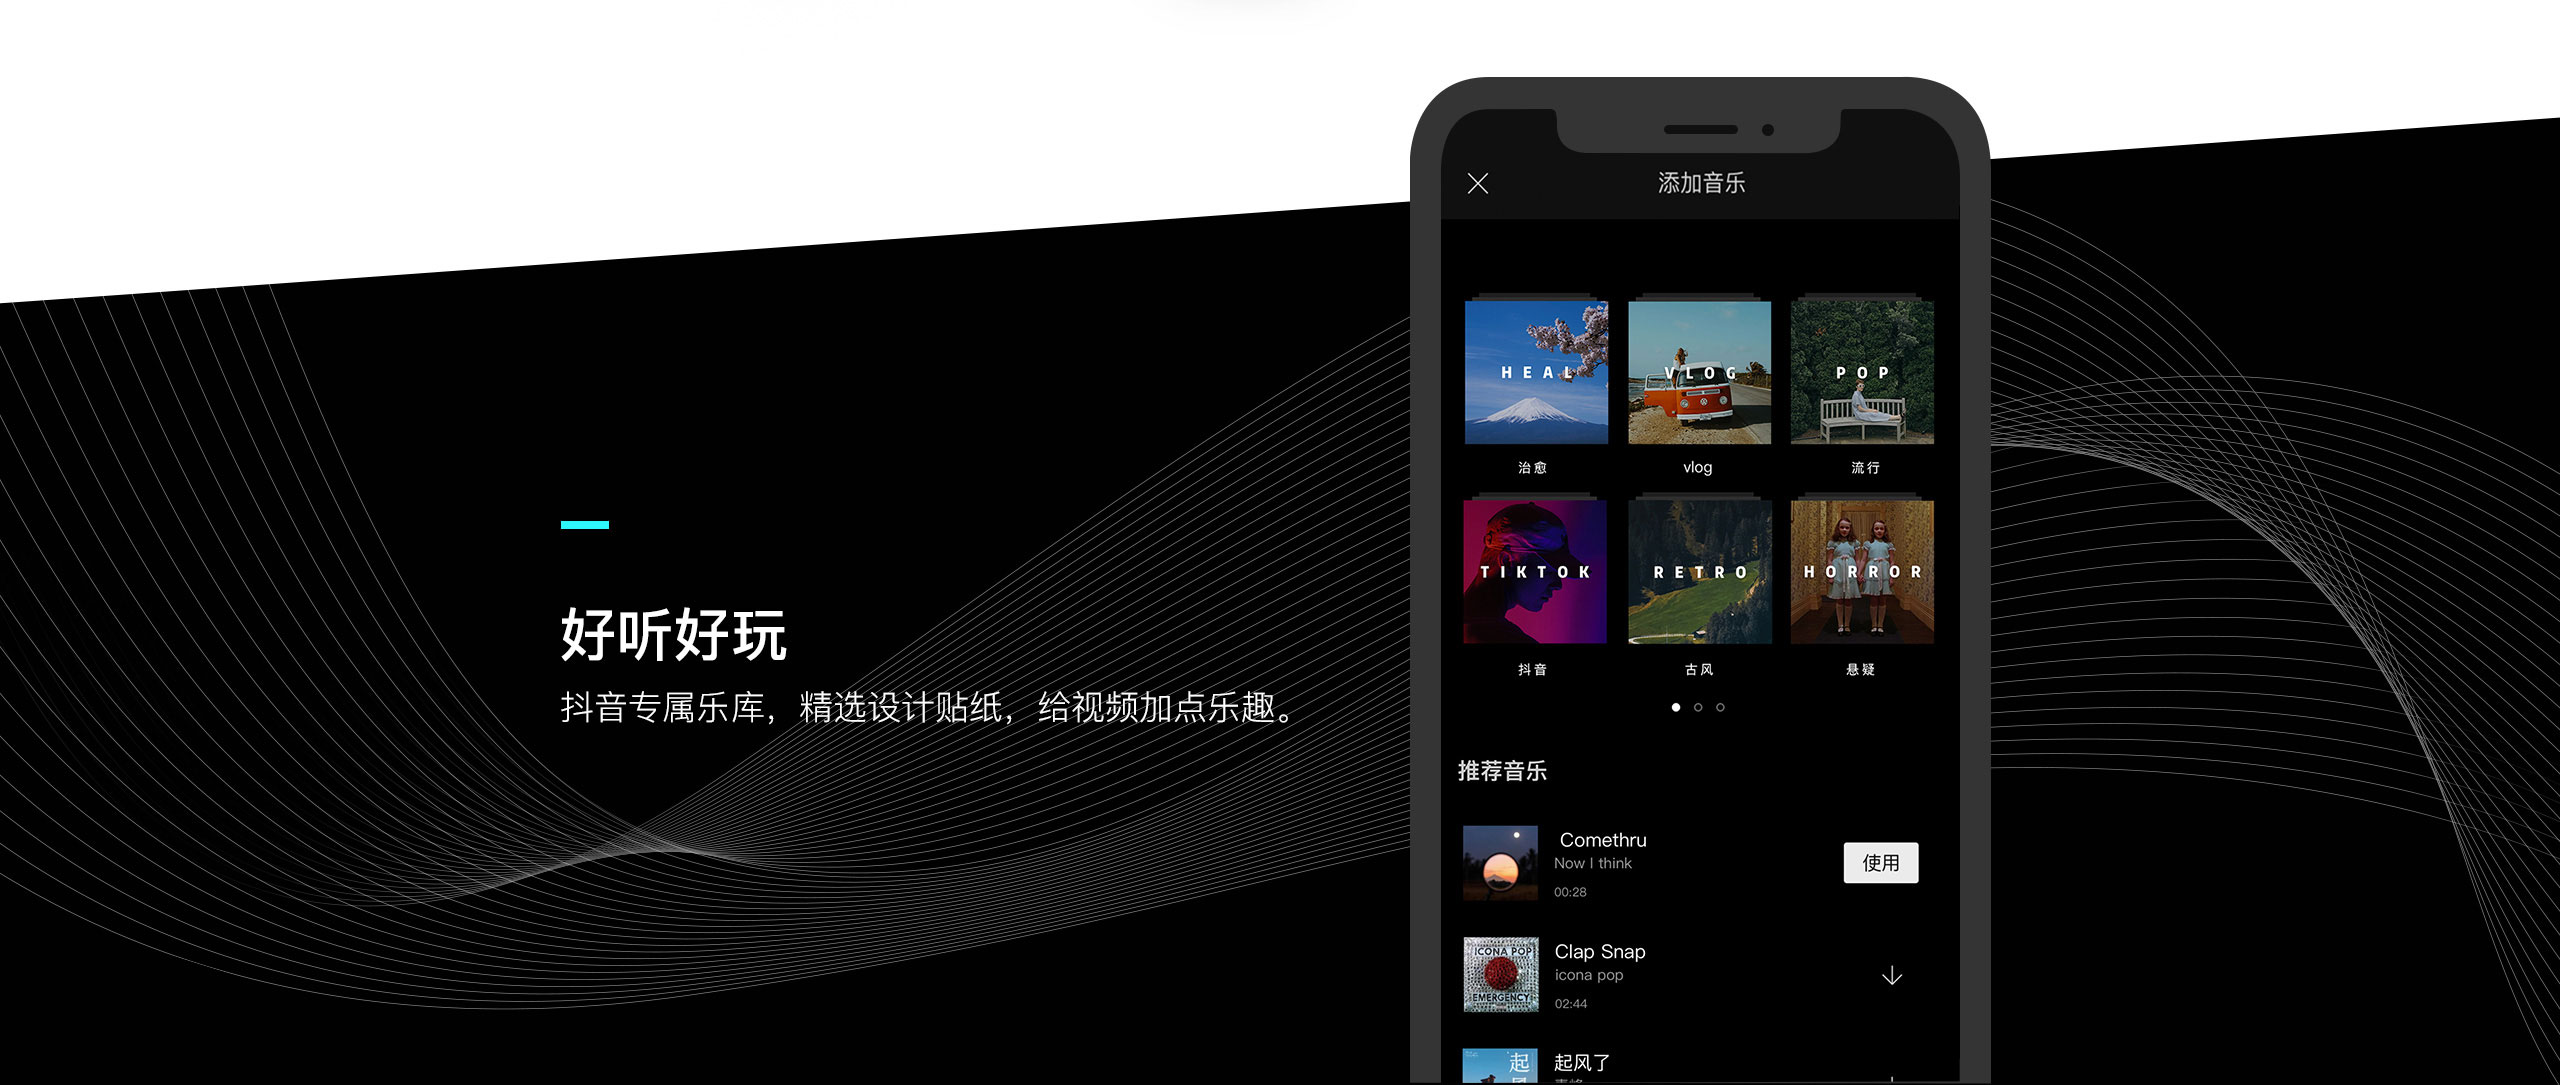 好听好玩
抖音专属乐库，精选设计贴纸，给视频加点乐趣。
添加音乐
HEAL
VLOG
POP
治愈
vlog
流行
TIKTOK
RETRO
HORROR
抖音
古风
悬疑
推荐音乐
Comethru
Now I think
00:28
使用
ICONA POP
EMERGENCY
Clap Snap
icona pop
02:44
起
起风了